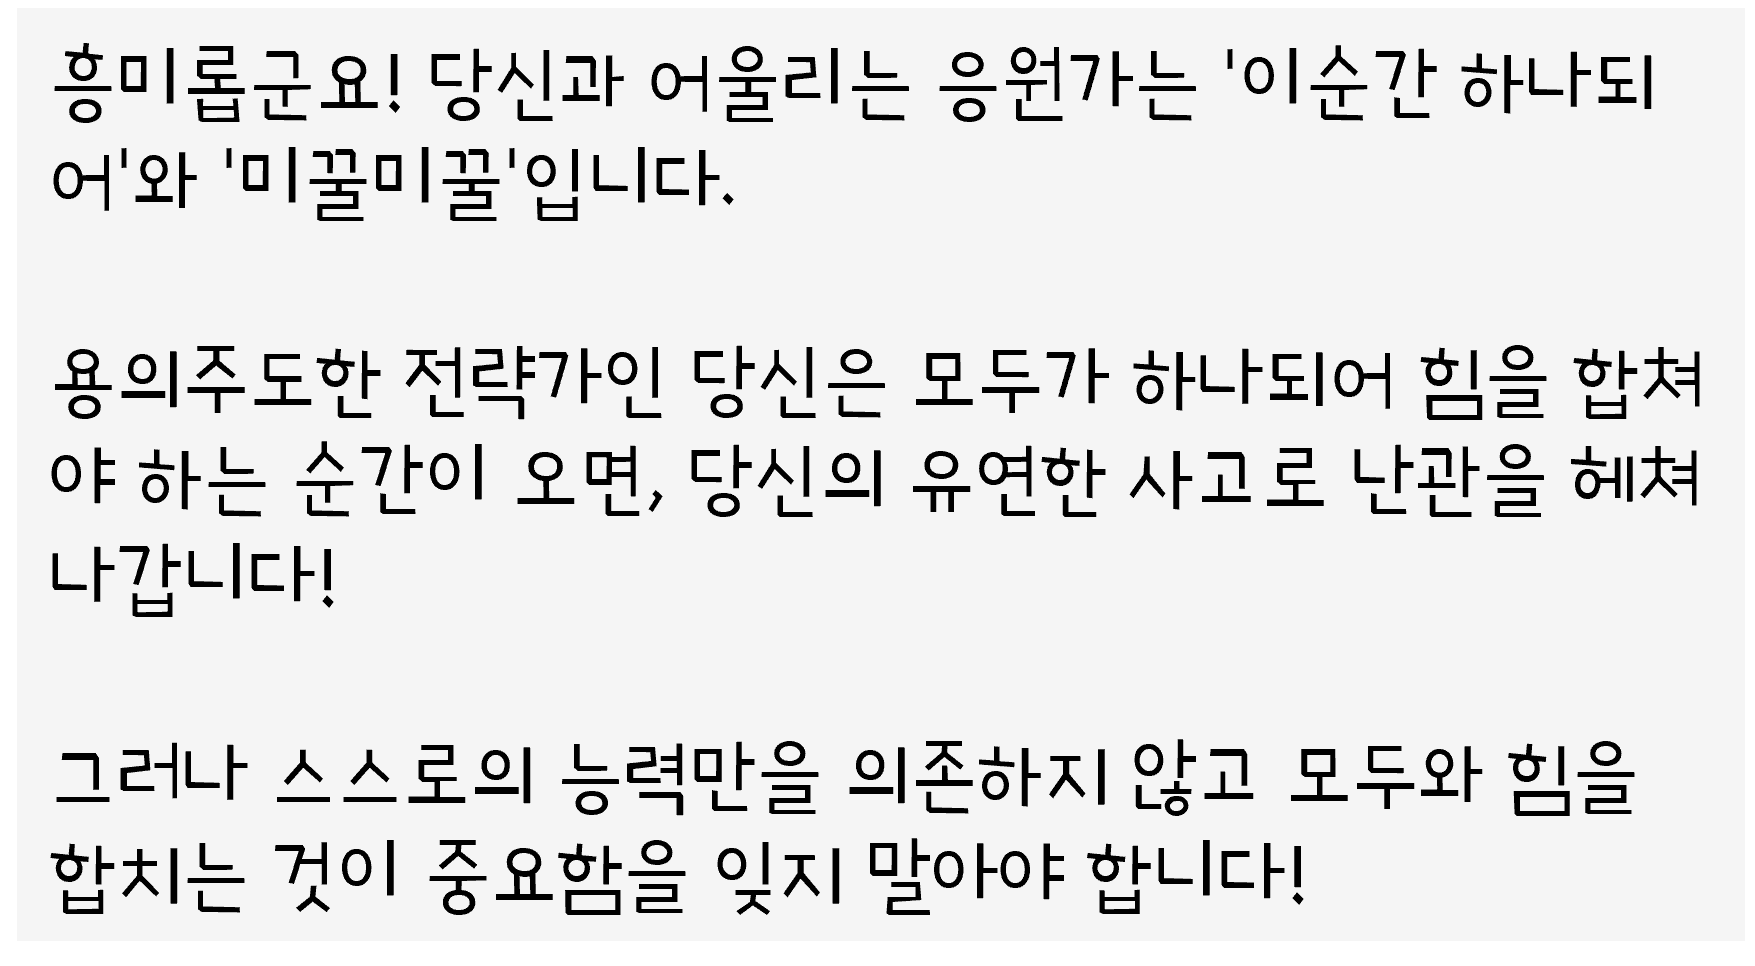 흥미롭군요! 당신과 어울리는 응원가는 '이순간 하나되
어'와 '미꿀미꿀'입니다.
용의주도한 전략가인 당신은 모두가 하나되어 힘을 합쳐
야 하는 순간이 오면, 당신의 유연한 사고로 난관을 헤쳐
나갑니다!
그러나 스스로의 능력만을 의존하지 않고 모두와 힘을
합치는 것이 중요함을 잊지 말아야 합니다!